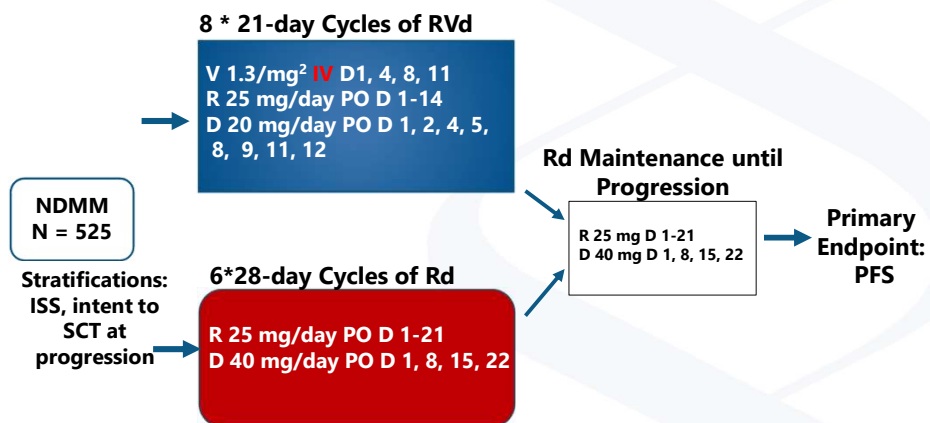 8 * 21-day Cycles of RVd
V 1.3/mg² IV D1, 4, 8, 11
R 25 mg/day PO D 1-14
D 20 mg/day PO D 1, 2, 4, 5,
8, 9, 11, 12
NDMM
N = 525
Stratifications:
ISS, intent to
SCT at
progression
6*28-day Cycles of Rd
R 25 mg/day PO D 1-21
D 40 mg/day PO D 1, 8, 15, 22
Rd Maintenance until
Progression
R 25 mg D 1-21
D 40 mg D 1, 8, 15, 22
Primary
Endpoint:
PFS